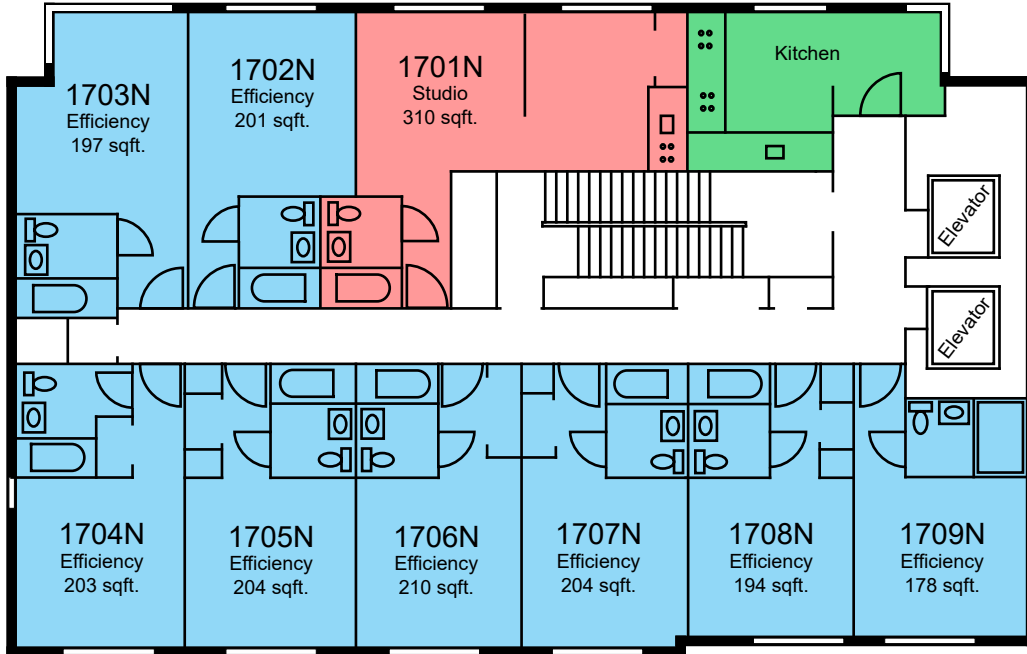 1703N
Efficiency
197 sqft.
1702N
Efficiency
201 sqft.
1701N
Studio
310 sqft.
Kitchen
Elevator
Elevator
1704N
Efficiency
203 sqft.
1705N
Efficiency
204 sqft.
1706N
Efficiency
210 sqft.
1707N
Efficiency
204 sqft.
1708N
Efficiency
194 sqft.
1709N
Efficiency
178 sqft.